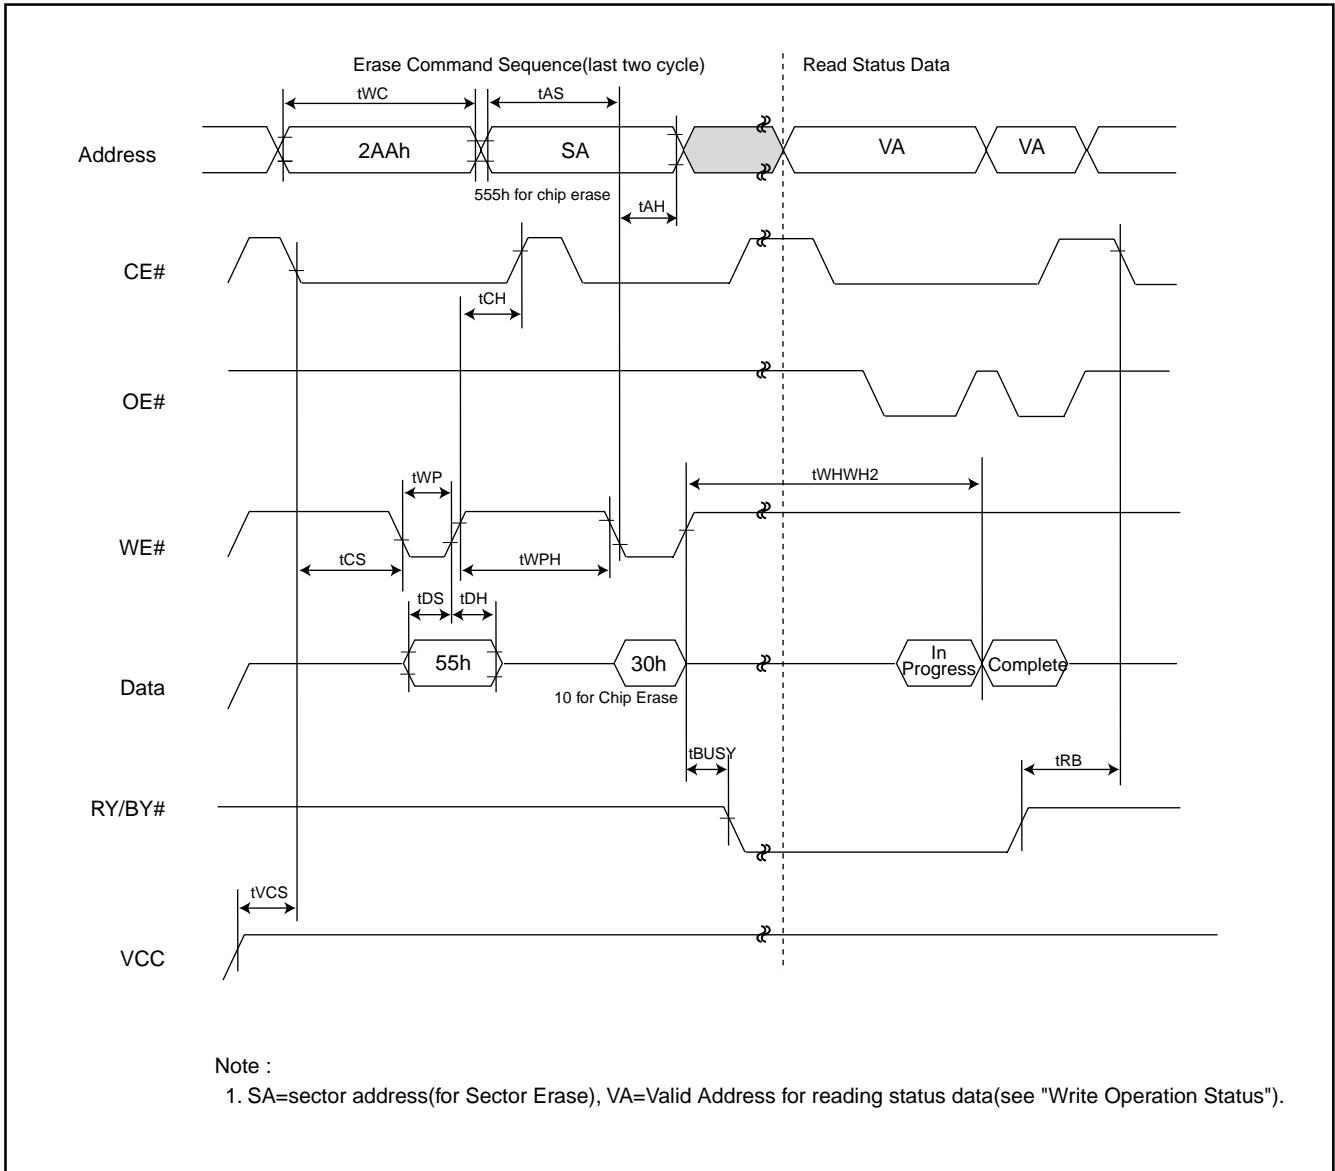 Erase Command Sequence(last two cycle)
Read Status Data
tWC
tAS
Address
2AAh
SA
VA
VA
555h for chip erase
tAH
CE#
tCH
OE#
tWP
tWHWH2
WE#
tCS
tWPH
tDS
tDH
Data
55h
30h
In
Progress
Complete
10 for Chip Erase
tBUSY
tRB
RY/BY#
tVCS
VCC
Note :
1. SA=sector address(for Sector Erase), VA=Valid Address for reading status data(see "Write Operation Status").